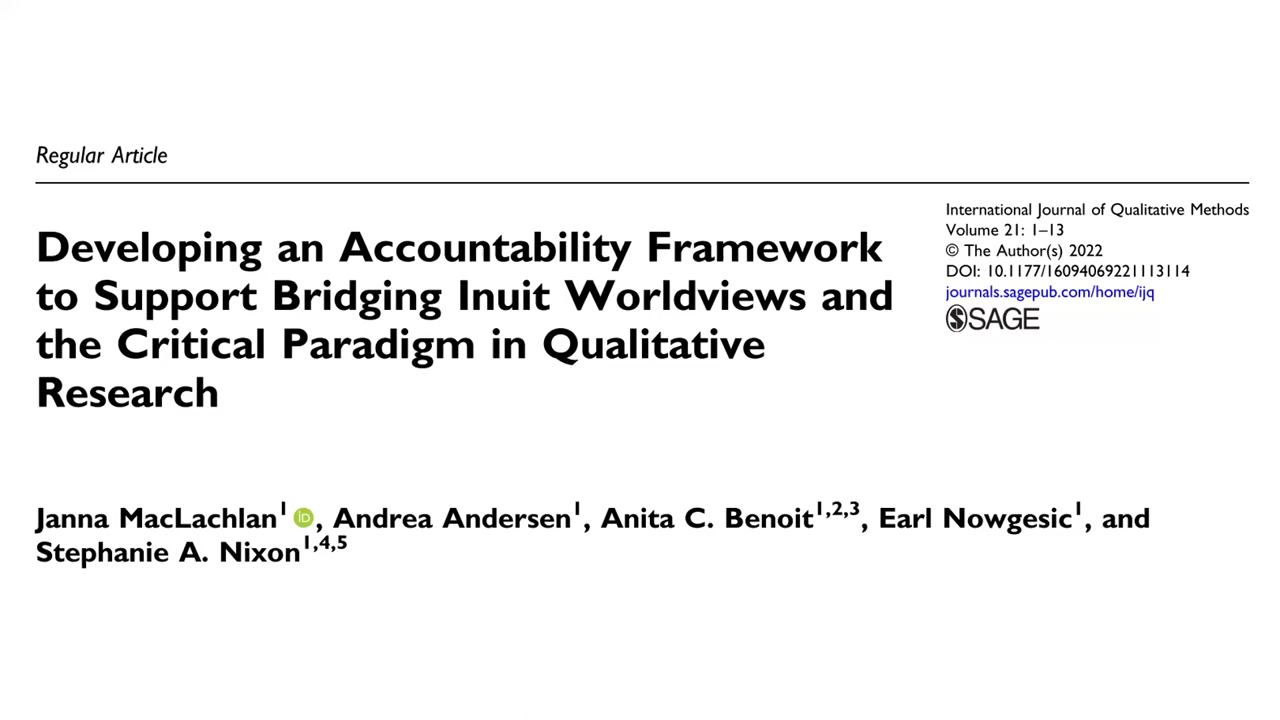 Regular Article
International Journal of Qualitative Methods
Volume 21: 1–13
© The Author(s) 2022
DOI: 10.1177/16094069221113114
journals.sagepub.com/home/ijq
SAGE
Developing an Accountability Framework
to Support Bridging Inuit Worldviews and
the Critical Paradigm in Qualitative
Research
Janna MacLachlan¹ iD, Andrea Andersen¹, Anita C. Benoit¹,²,³, Earl Nowgesic¹, and
Stephanie A. Nixon¹,⁴,⁵